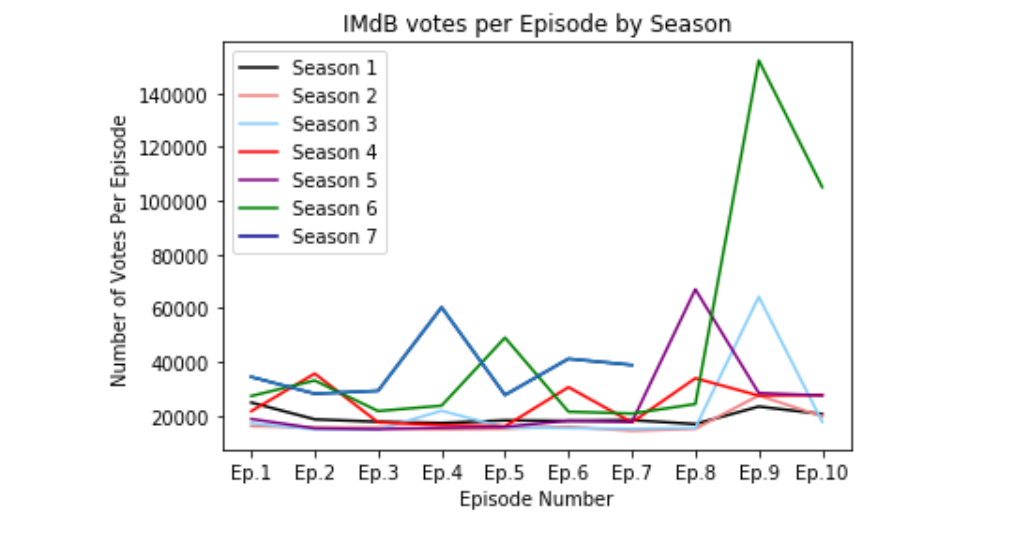 IMdB votes per Episode by Season
Season 1
Season 2
Season 3
Season 4
Season 5
Season 6
Season 7
Number of Votes Per Episode
140000
120000
100000
80000
60000
40000
20000
Ep.1 Ep.2 Ep.3 Ep.4 Ep.5 Ep.6 Ep.7 Ep.8 Ep.9 Ep.10
Episode Number